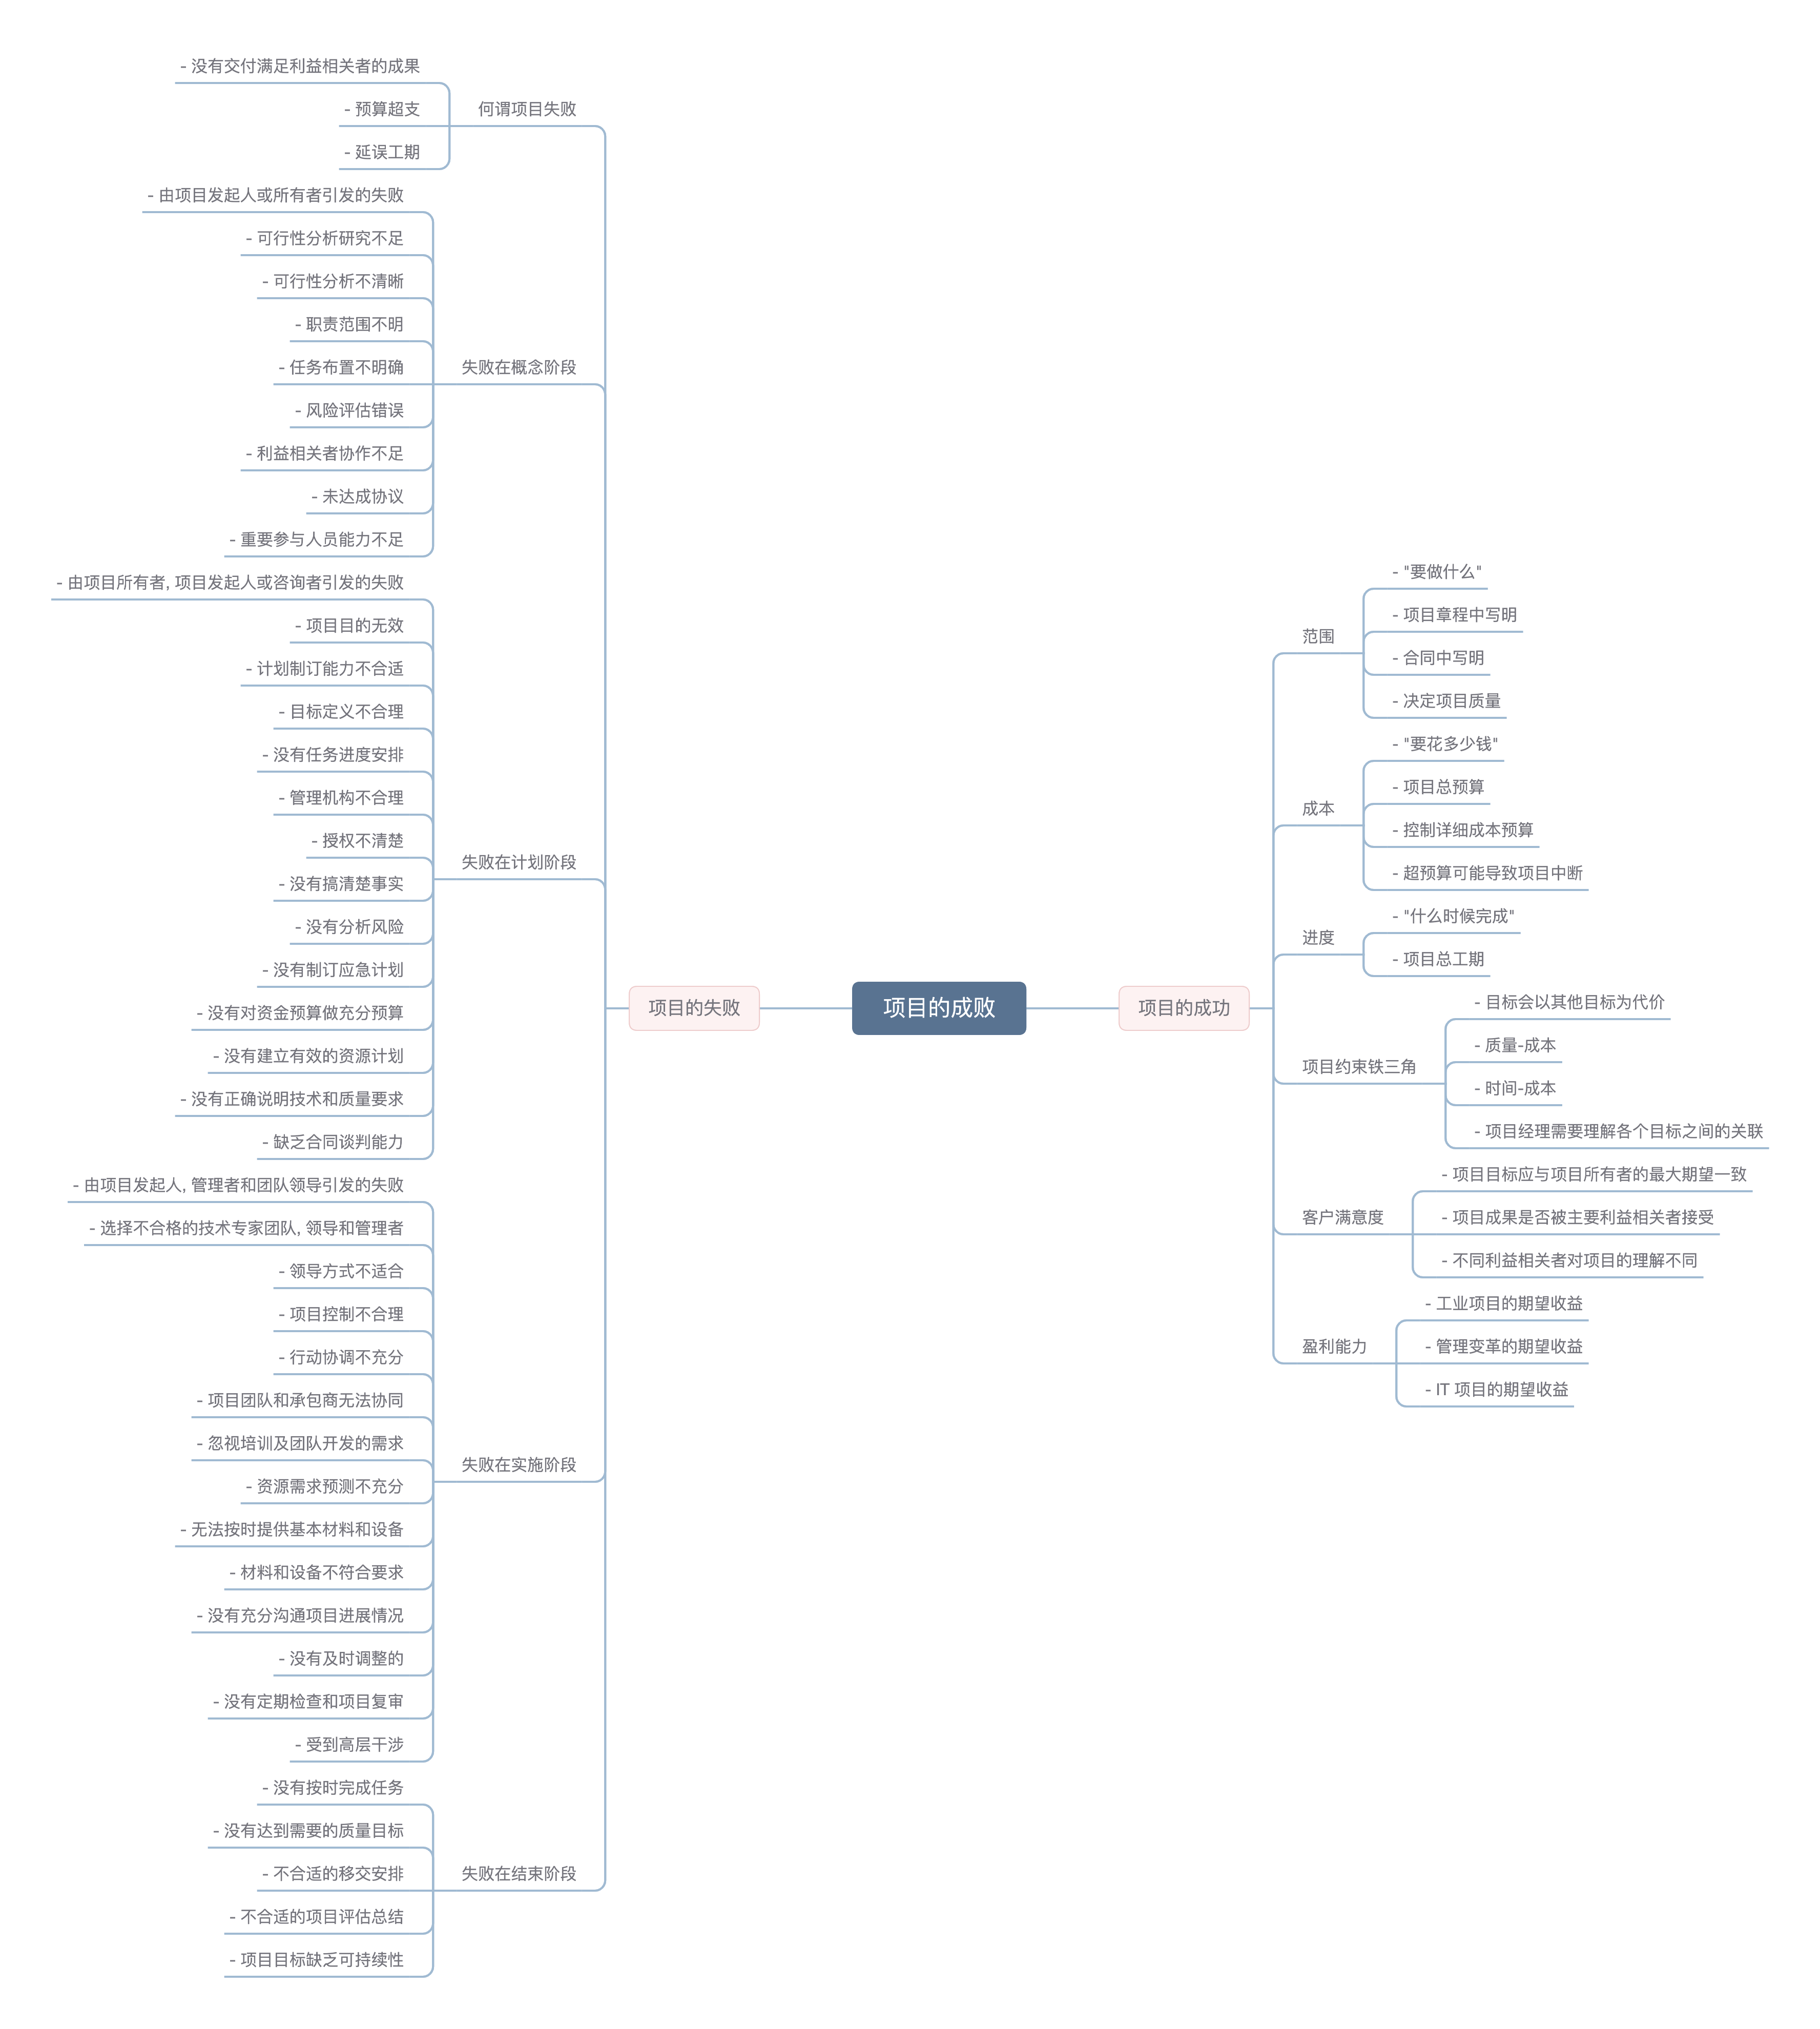 项目的成败
项目的成功
范围
- "要做什么"
- 项目章程中写明
- 合同中写明
- 决定项目质量
成本
- "要花多少钱"
- 项目总预算
- 控制详细成本预算
- 超预算可能导致项目中断
进度
- "什么时候完成"
- 项目总工期
项目约束铁三角
- 目标会以其他目标为代价
- 质量-成本
- 时间-成本
- 项目经理需要理解各个目标之间的关联
客户满意度
- 项目目标应与项目所有者的最大期望一致
- 项目成果是否被主要利益相关者接受
- 不同利益相关者对项目的理解不同
盈利能力
- 工业项目的期望收益
- 管理变革的期望收益
- IT 项目的期望收益
项目的失败
何谓项目失败
- 没有交付满足利益相关者的成果
- 预算超支
- 延误工期
失败在概念阶段
- 由项目发起人或所有者引发的失败
- 可行性分析研究不足
- 可行性分析不清晰
- 职责范围不明
- 任务布置不明确
- 风险评估错误
- 利益相关者协作不足
- 未达成协议
- 重要参与人员能力不足
失败在计划阶段
- 由项目所有者, 项目发起人或咨询者引发的失败
- 项目目的无效
- 计划制订能力不合适
- 目标定义不合理
- 没有任务进度安排
- 管理机构不合理
- 授权不清楚
- 没有搞清楚事实
- 没有分析风险
- 没有制订应急计划
- 没有对资金预算做充分预算
- 没有建立有效的资源计划
- 没有正确说明技术和质量要求
- 缺乏合同谈判能力
失败在实施阶段
- 由项目发起人, 管理者和团队领导引发的失败
- 选择不合格的技术专家团队, 领导和管理者
- 领导方式不适合
- 项目控制不合理
- 行动协调不充分
- 项目团队和承包商无法协同
- 忽视培训及团队开发的需求
- 资源需求预测不充分
- 无法按时提供基本材料和设备
- 材料和设备不符合要求
- 没有充分沟通项目进展情况
- 没有及时调整的
- 没有定期检查和项目复审
- 受到高层干涉
失败在结束阶段
- 没有按时完成任务
- 没有达到需要的质量目标
- 不合适的移交安排
- 不合适的项目评估总结
- 项目目标缺乏可持续性